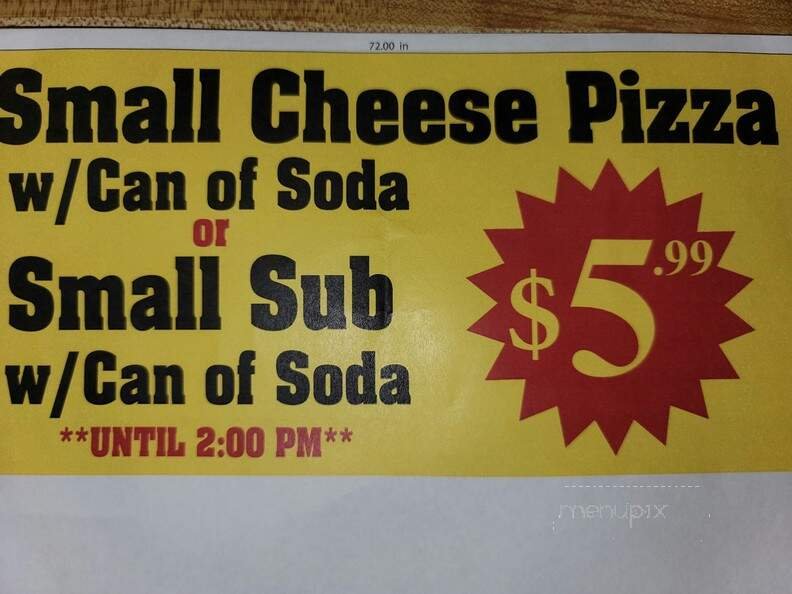 72.00 in
Small Cheese Pizza
w/Can of Soda
or
Small Sub
w/Can of Soda
**UNTIL 2:00 PM**
$5.99
menupix